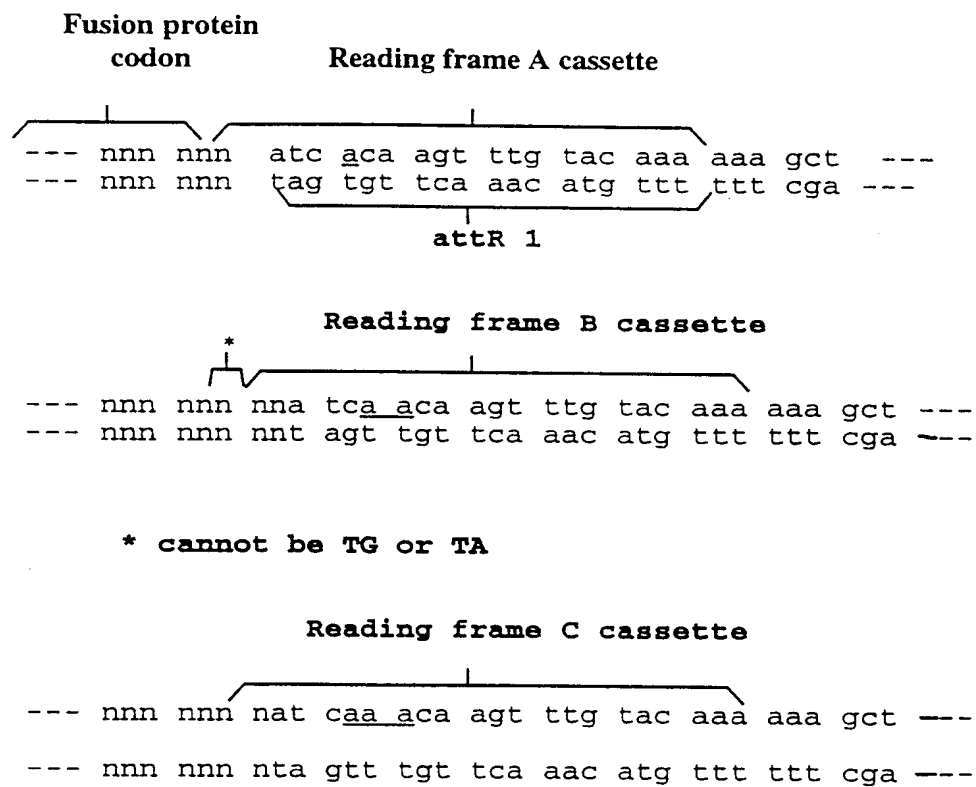 Fusion protein
codon
Reading frame A cassette
--- nnn nnn atc aca agt ttg tac aaa aaa gct ---
--- nnn nnn tag tgt tca aac atg ttt ttt cga ---
attR 1
Reading frame B cassette
*
--- nnn nnn nna tca aca agt ttg tac aaa aaa gct ---
--- nnn nnn nnt agt tgt tca aac atg ttt ttt cga ---
* cannot be TG or TA
Reading frame C cassette
--- nnn nnn nat caa aca agt ttg tac aaa aaa gct ---
--- nnn nnn nta gtt tgt tca aac atg ttt ttt cga ---